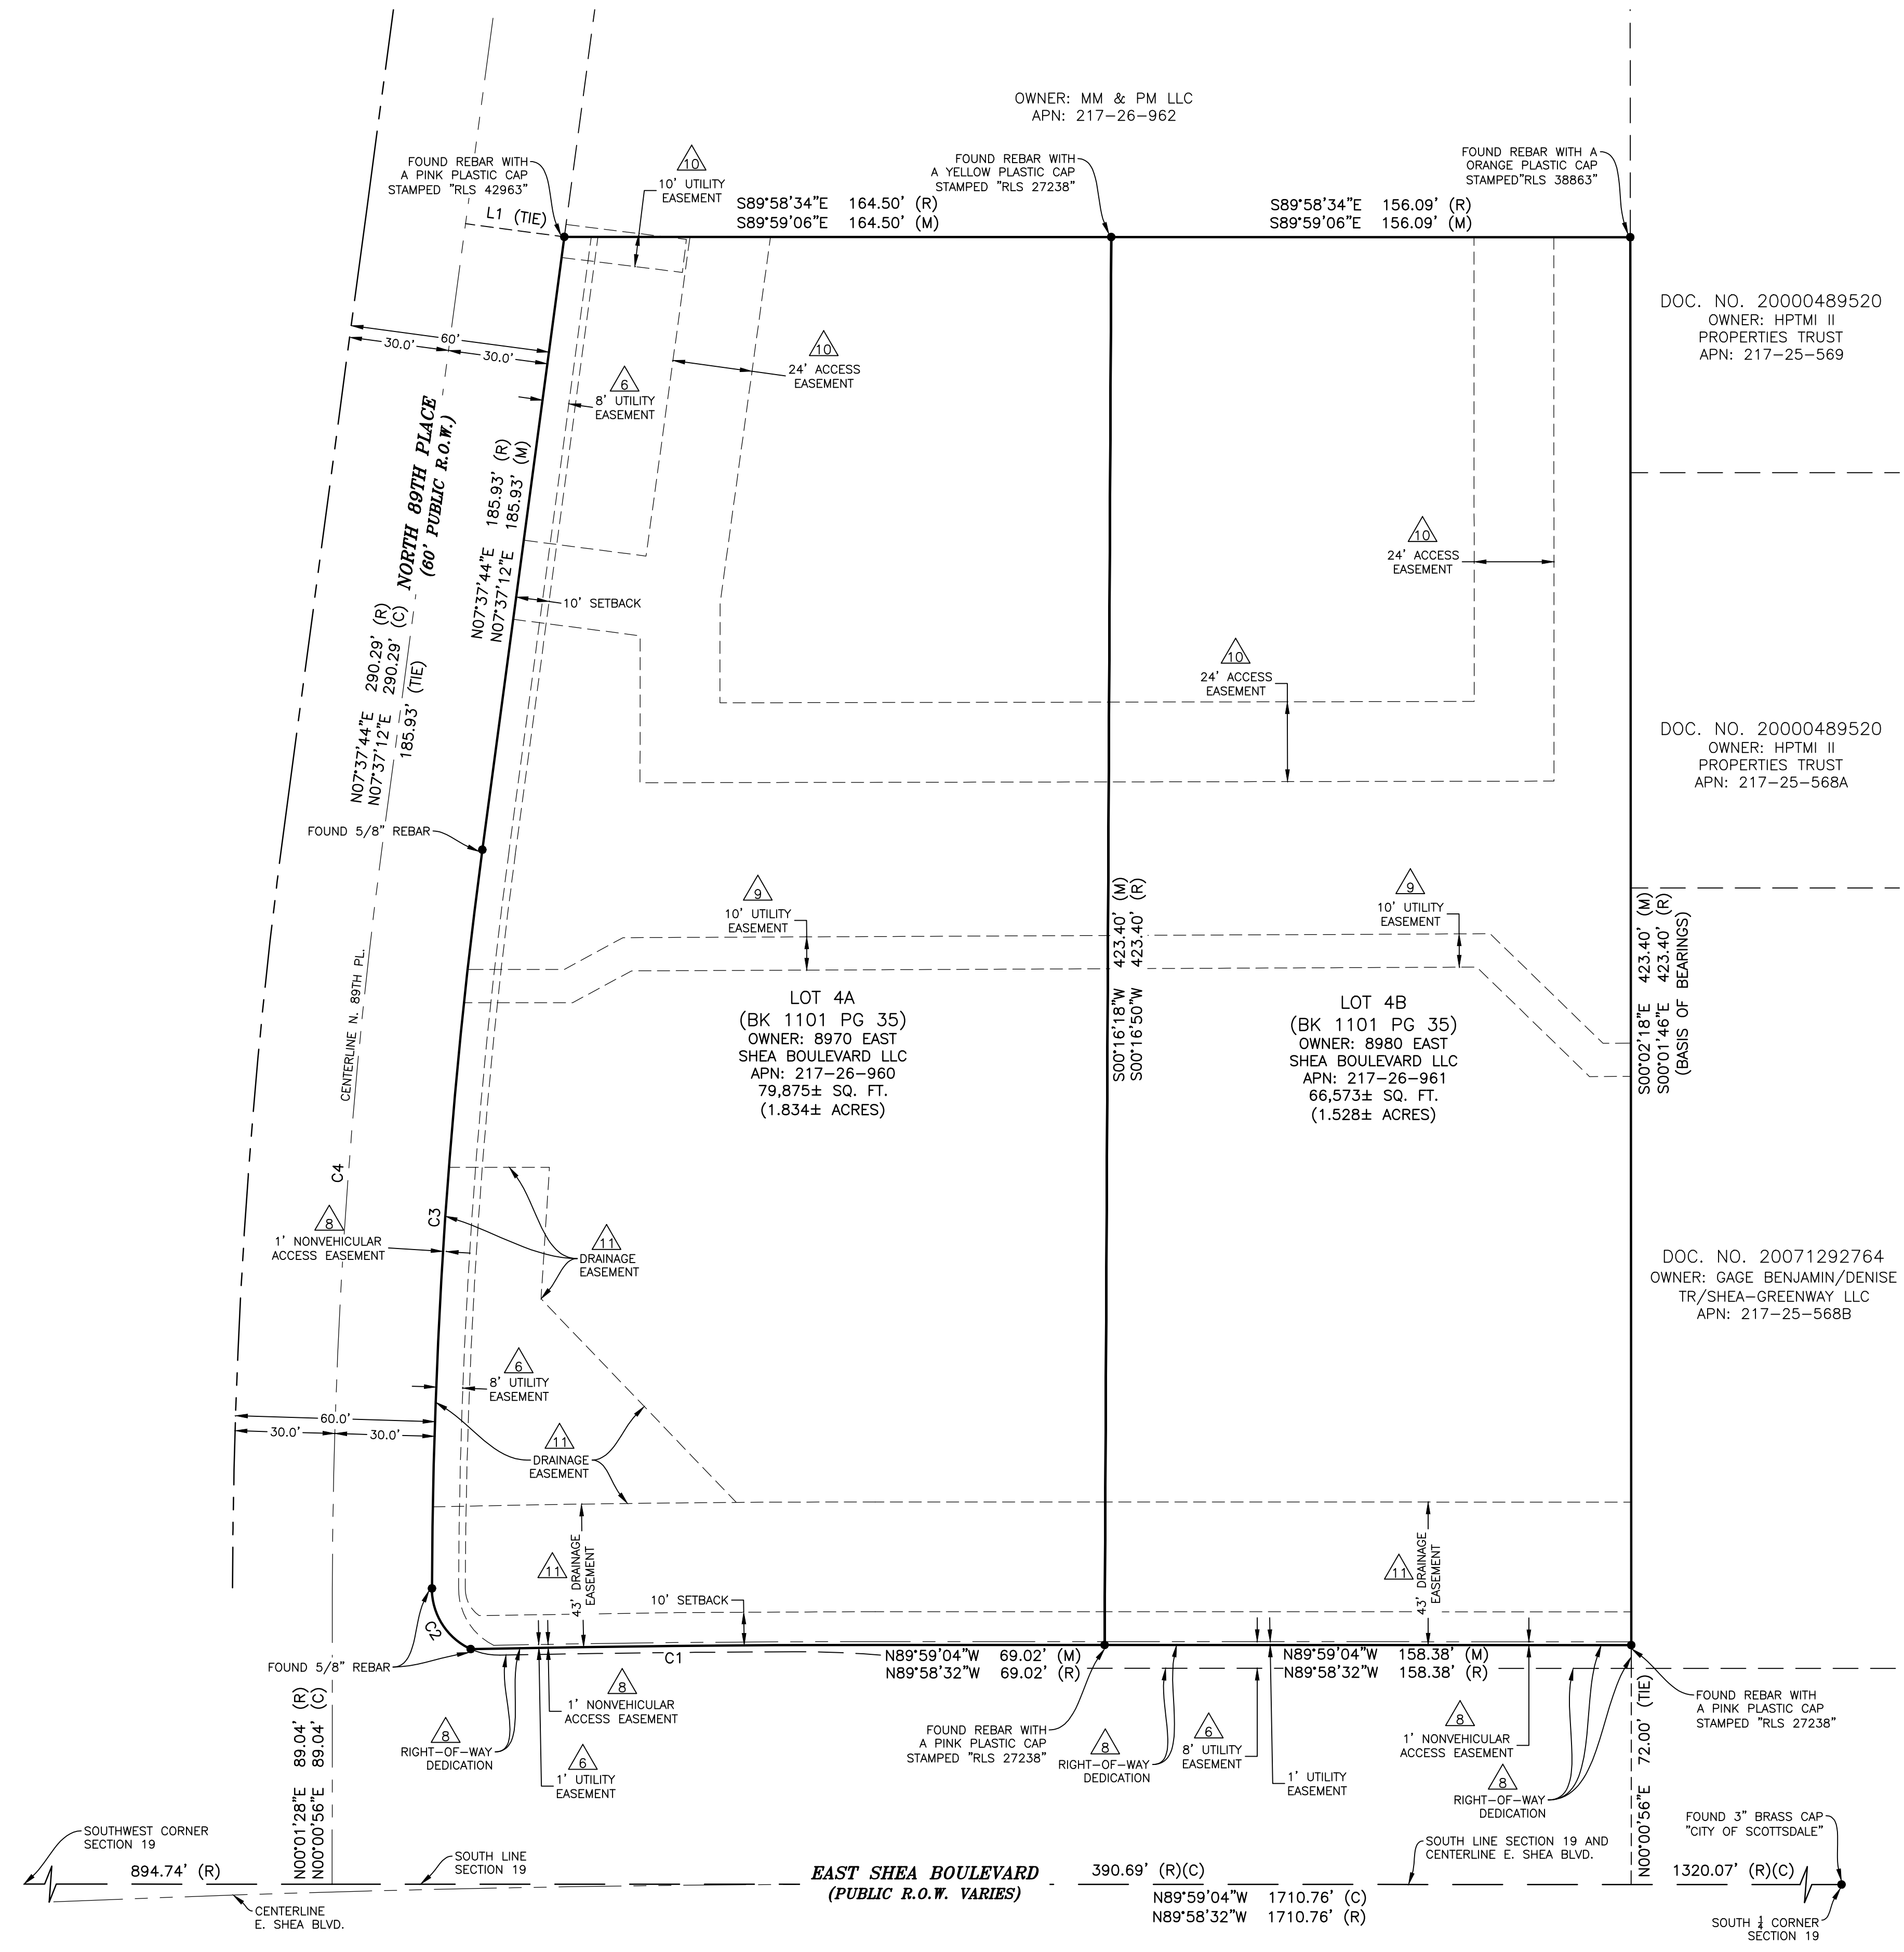 OWNER: MM & PM LLC
APN: 217-26-962
FOUND REBAR WITH
A PINK PLASTIC CAP
STAMPED "RLS 42963"
10
10' UTILITY
EASEMENT
FOUND REBAR WITH
A YELLOW PLASTIC CAP
STAMPED "RLS 27238"
FOUND REBAR WITH A
ORANGE PLASTIC CAP
STAMPED"RLS 38863"
L1 (TIE)
S89°58'34"E 164.50' (R)
S89°59'06"E 164.50' (M)
S89°58'34"E 156.09' (R)
S89°59'06"E 156.09' (M)
DOC. NO. 20000489520
OWNER: HPTMI II
PROPERTIES TRUST
APN: 217-25-569
60'
30.0'
30.0'
10
24' ACCESS
EASEMENT
6
8' UTILITY
EASEMENT
NORTH 89TH PLACE
(60' PUBLIC R.O.W.)
N07°37'44"E 185.93' (R)
N07°37'12"E 185.93' (M)
10
24' ACCESS
EASEMENT
10' SETBACK
N07°37'44"E 290.29' (R)
N07°37'12"E 290.29' (C)
185.93' (TIE)
10
24' ACCESS
EASEMENT
DOC. NO. 20000489520
OWNER: HPTMI II
PROPERTIES TRUST
APN: 217-25-568A
FOUND 5/8" REBAR
9
10' UTILITY
EASEMENT
9
10' UTILITY
EASEMENT
S00°16'18"W 423.40' (M)
S00°16'50"W 423.40' (R)
S00°02'18"E 423.40' (M)
S00°01'46"E 423.40' (R)
(BASIS OF BEARINGS)
CENTERLINE N. 89TH PL.
LOT 4A
(BK 1101 PG 35)
OWNER: 8970 EAST
SHEA BOULEVARD LLC
APN: 217-26-960
79,875± SQ. FT.
(1.834± ACRES)
LOT 4B
(BK 1101 PG 35)
OWNER: 8980 EAST
SHEA BOULEVARD LLC
APN: 217-26-961
66,573± SQ. FT.
(1.528± ACRES)
C4
C3
8
1' NONVEHICULAR
ACCESS EASEMENT
11
DRAINAGE
EASEMENT
DOC. NO. 20071292764
OWNER: GAGE BENJAMIN/DENISE
TR/SHEA-GREENWAY LLC
APN: 217-25-568B
6
8' UTILITY
EASEMENT
60.0'
30.0'
30.0'
11
DRAINAGE
EASEMENT
11
43' DRAINAGE
EASEMENT
11
43' DRAINAGE
EASEMENT
10' SETBACK
C2
FOUND 5/8" REBAR
C1
N89°59'04"W 69.02' (M)
N89°58'32"W 69.02' (R)
N89°59'04"W 158.38' (M)
N89°58'32"W 158.38' (R)
8
1' NONVEHICULAR
ACCESS EASEMENT
8
RIGHT-OF-WAY
DEDICATION
6
1' UTILITY
EASEMENT
FOUND REBAR WITH
A PINK PLASTIC CAP
STAMPED "RLS 27238"
8
RIGHT-OF-WAY
DEDICATION
6
8' UTILITY
EASEMENT
1' UTILITY
EASEMENT
8
1' NONVEHICULAR
ACCESS EASEMENT
8
RIGHT-OF-WAY
DEDICATION
FOUND REBAR WITH
A PINK PLASTIC CAP
STAMPED "RLS 27238"
N00°01'28"E 89.04' (R)
N00°00'56"E 89.04' (C)
N00°00'56"E 72.00' (TIE)
FOUND 3" BRASS CAP
"CITY OF SCOTTSDALE"
SOUTHWEST CORNER
SECTION 19
894.74' (R)
SOUTH LINE
SECTION 19
EAST SHEA BOULEVARD
(PUBLIC R.O.W. VARIES)
390.69' (R)(C)
SOUTH LINE SECTION 19 AND
CENTERLINE E. SHEA BLVD.
1320.07' (R)(C)
N89°59'04"W 1710.76' (C)
N89°58'32"W 1710.76' (R)
CENTERLINE
E. SHEA BLVD.
SOUTH ¼ CORNER
SECTION 19